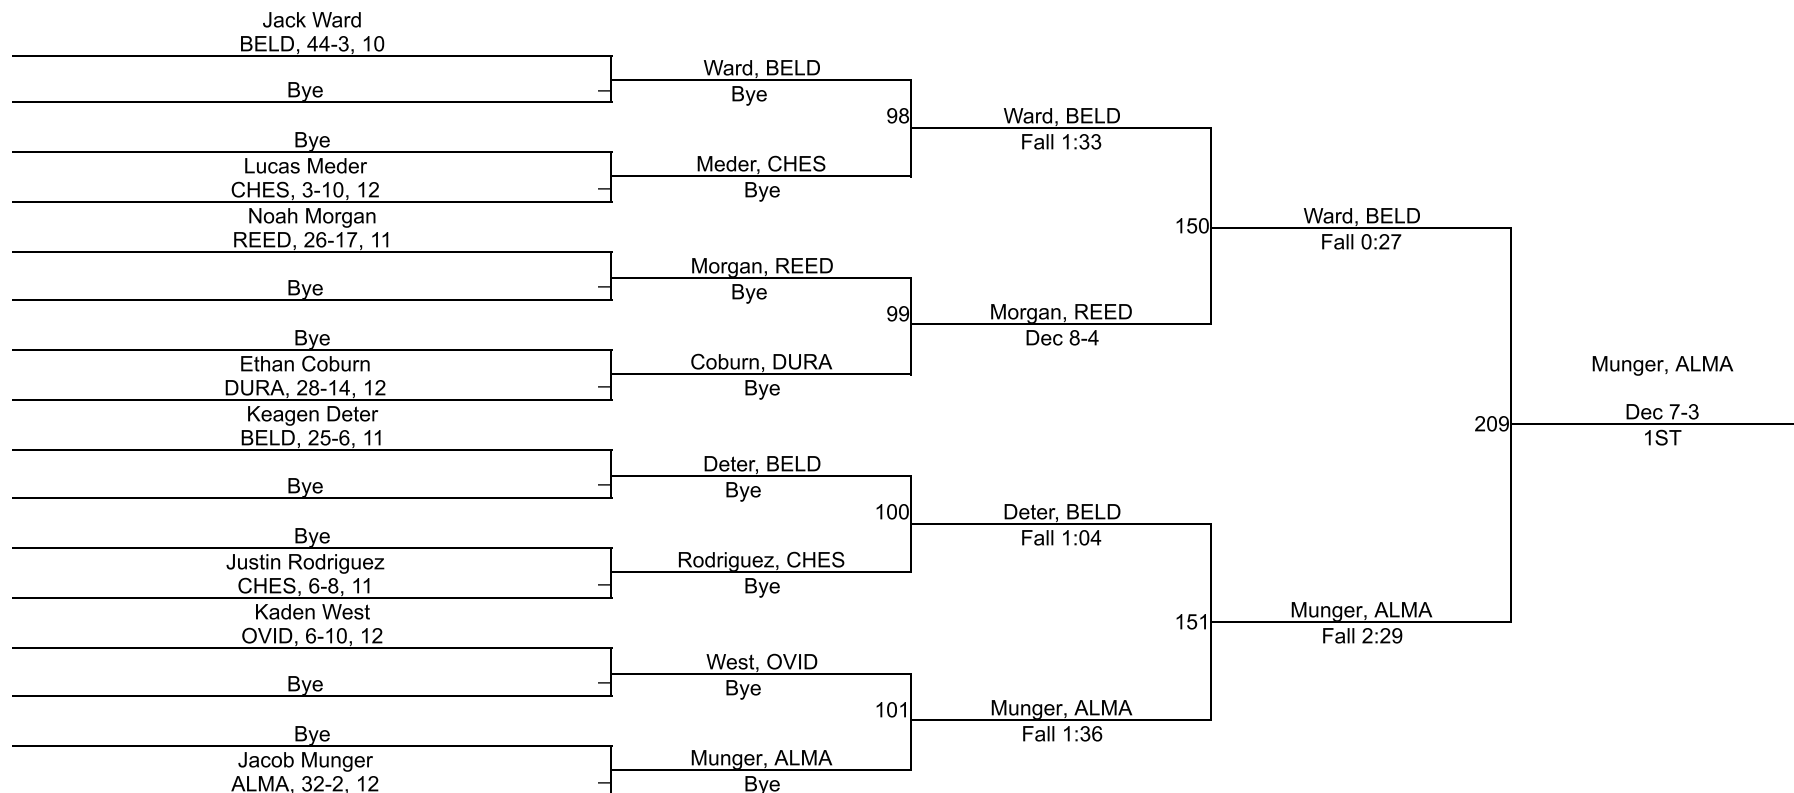 Jack Ward
BELD, 44-3, 10
Bye
Bye
Lucas Meder
CHES, 3-10, 12
Noah Morgan
REED, 26-17, 11
Bye
Bye
Ethan Coburn
DURA, 28-14, 12
Keagen Deter
BELD, 25-6, 11
Bye
Bye
Justin Rodriguez
CHES, 6-8, 11
Kaden West
OVID, 6-10, 12
Bye
Bye
Jacob Munger
ALMA, 32-2, 12
Ward, BELD
Bye
98
Meder, CHES
Bye
Morgan, REED
Bye
99
Coburn, DURA
Bye
Deter, BELD
Bye
100
Rodriguez, CHES
Bye
West, OVID
Bye
101
Munger, ALMA
Bye
Ward, BELD
Fall 1:33
150
Morgan, REED
Dec 8-4
Deter, BELD
Fall 1:04
151
Munger, ALMA
Fall 1:36
Ward, BELD
Fall 0:27
209
Munger, ALMA
Fall 2:29
Munger, ALMA
Dec 7-3
1ST